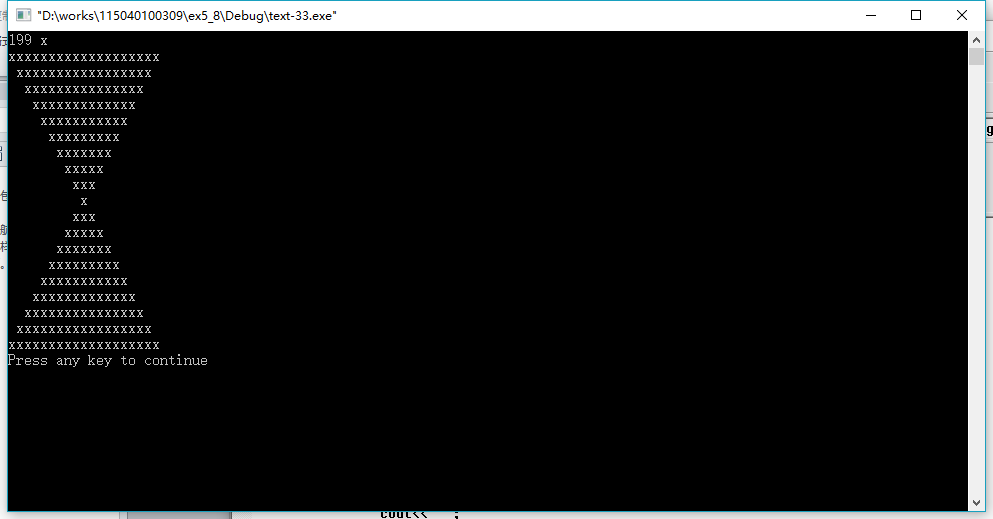 "D:\works\115040100309\ex5_8\Debug\text-33.exe"
199 x
xxxxxxxxxxxxxxxxxxx
 xxxxxxxxxxxxxxxxx
  xxxxxxxxxxxxxxx
   xxxxxxxxxxxxx
    xxxxxxxxxxx
     xxxxxxxxx
      xxxxxxx
       xxxxx
        xxx
         x
        xxx
       xxxxx
      xxxxxxx
     xxxxxxxxx
    xxxxxxxxxxx
   xxxxxxxxxxxxx
  xxxxxxxxxxxxxxx
 xxxxxxxxxxxxxxxxx
xxxxxxxxxxxxxxxxxxx
Press any key to continue